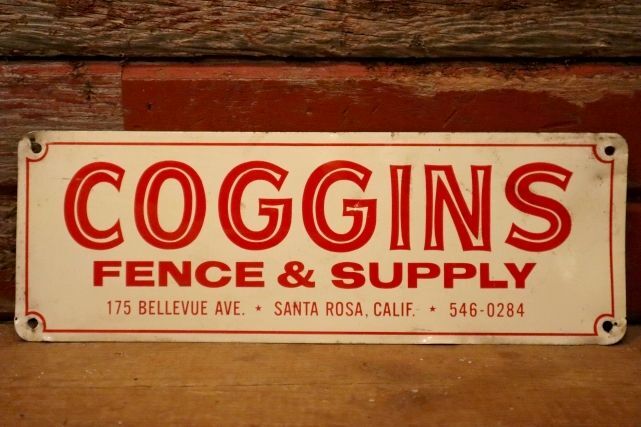 COGGINS
FENCE & SUPPLY
175 BELLEVUE AVE. ★ SANTA ROSA, CALIF. ★ 546-0284